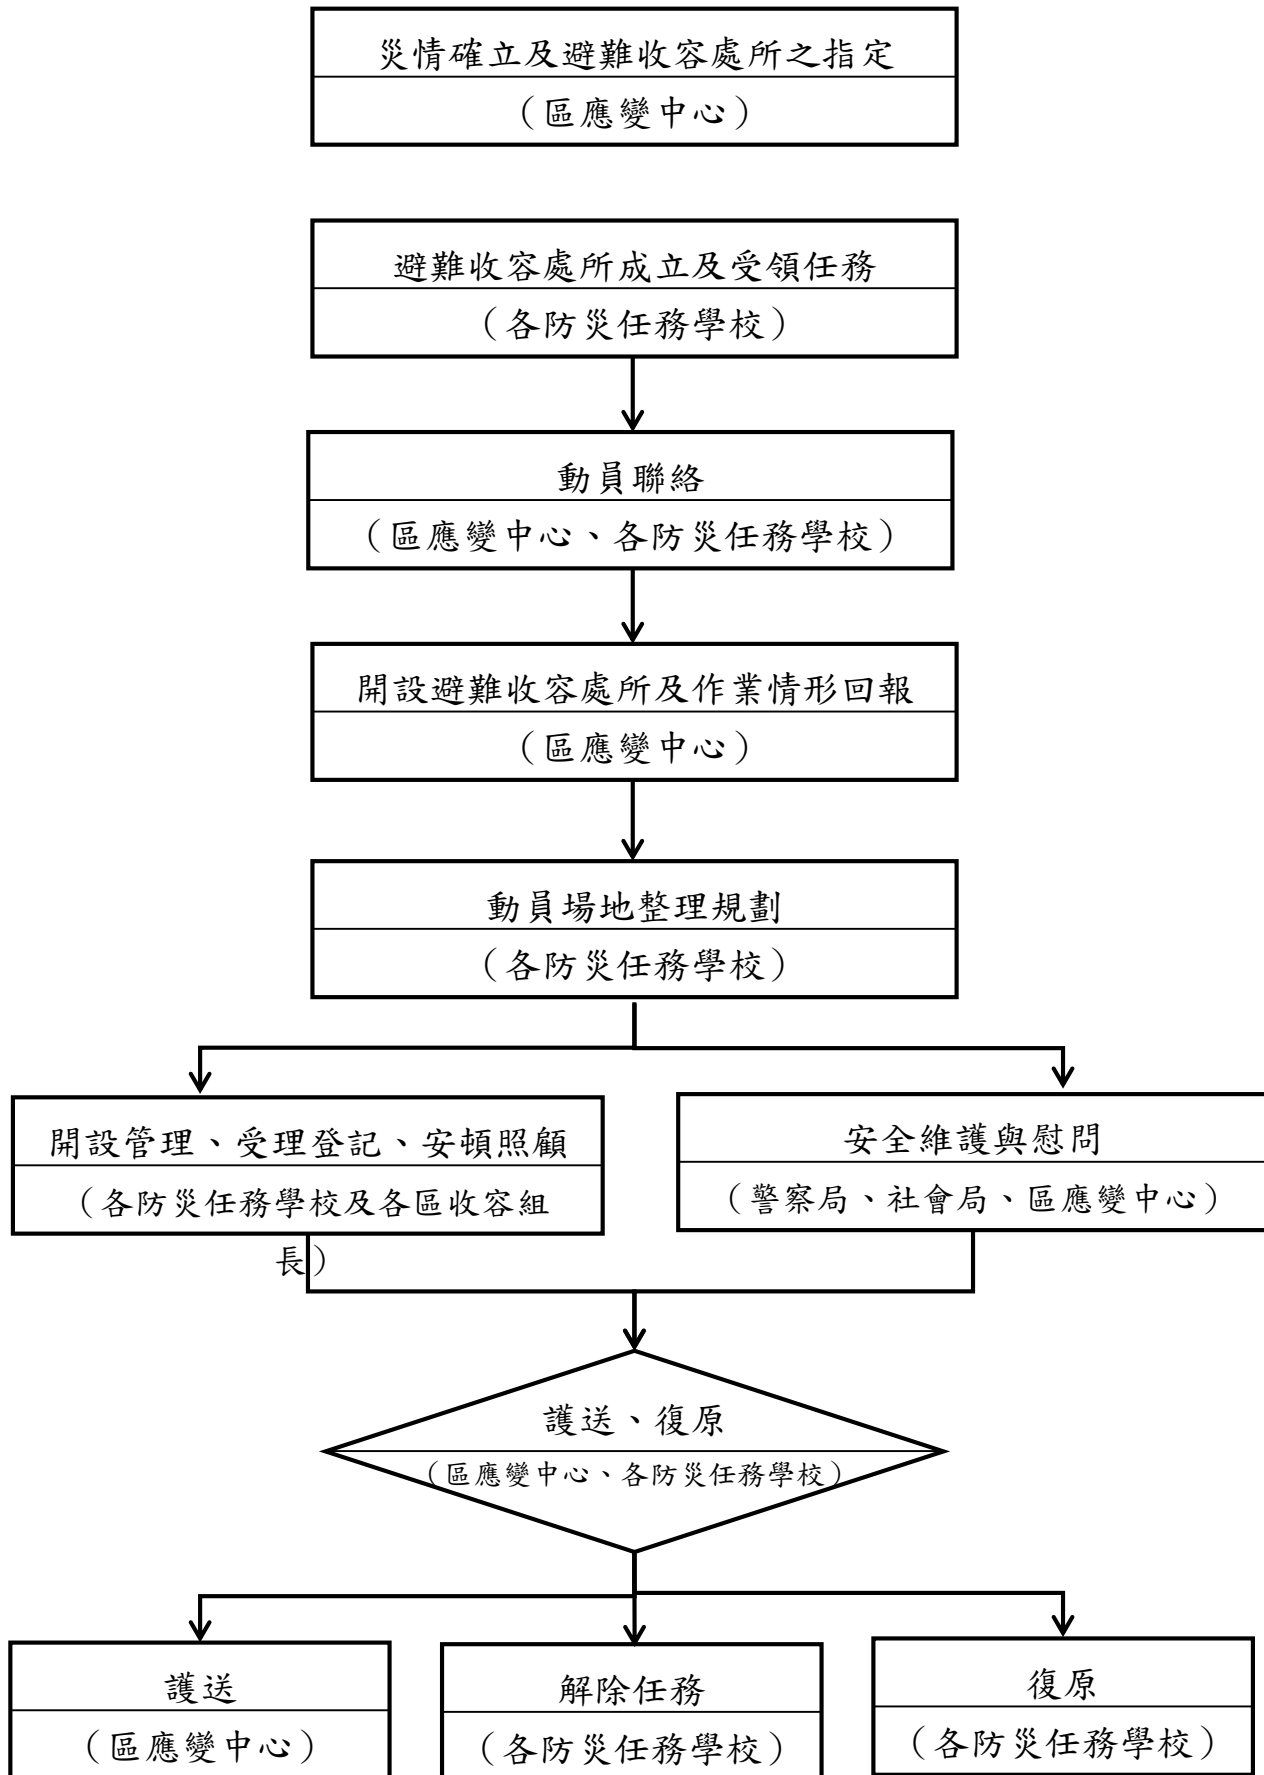 災情確立及避難收容處所之指定
（區應變中心）
避難收容處所成立及受領任務
（各防災任務學校）
動員聯絡
（區應變中心、各防災任務學校）
開設避難收容處所及作業情形回報
（區應變中心）
動員場地整理規劃
（各防災任務學校）
開設管理、受理登記、安頓照顧
（各防災任務學校及各區收容組
長）
安全維護與慰問
（警察局、社會局、區應變中心）
護送、復原
（區應變中心、各防災任務學校）
護送
（區應變中心）
解除任務
（各防災任務學校）
復原
（各防災任務學校）